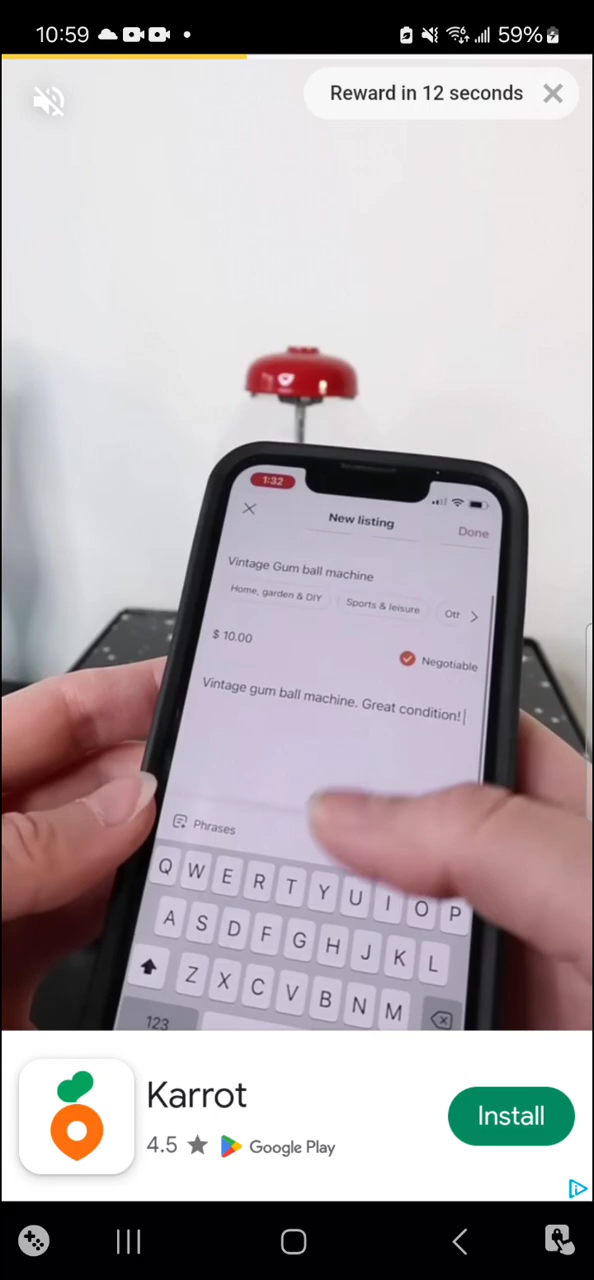 10:59
59%
Reward in 12 seconds
1:32
New listing
Done
Vintage Gum ball machine
Home, garden & DIY
Sports & leisure
Otl
$ 10.00
Negotiable
Vintage gum ball machine. Great condition!
Phrases
Q W E R T Y U I O P
A S D F G H J K L
Z X C V B N M
123
Karrot
Install
4.5 ★ Google Play